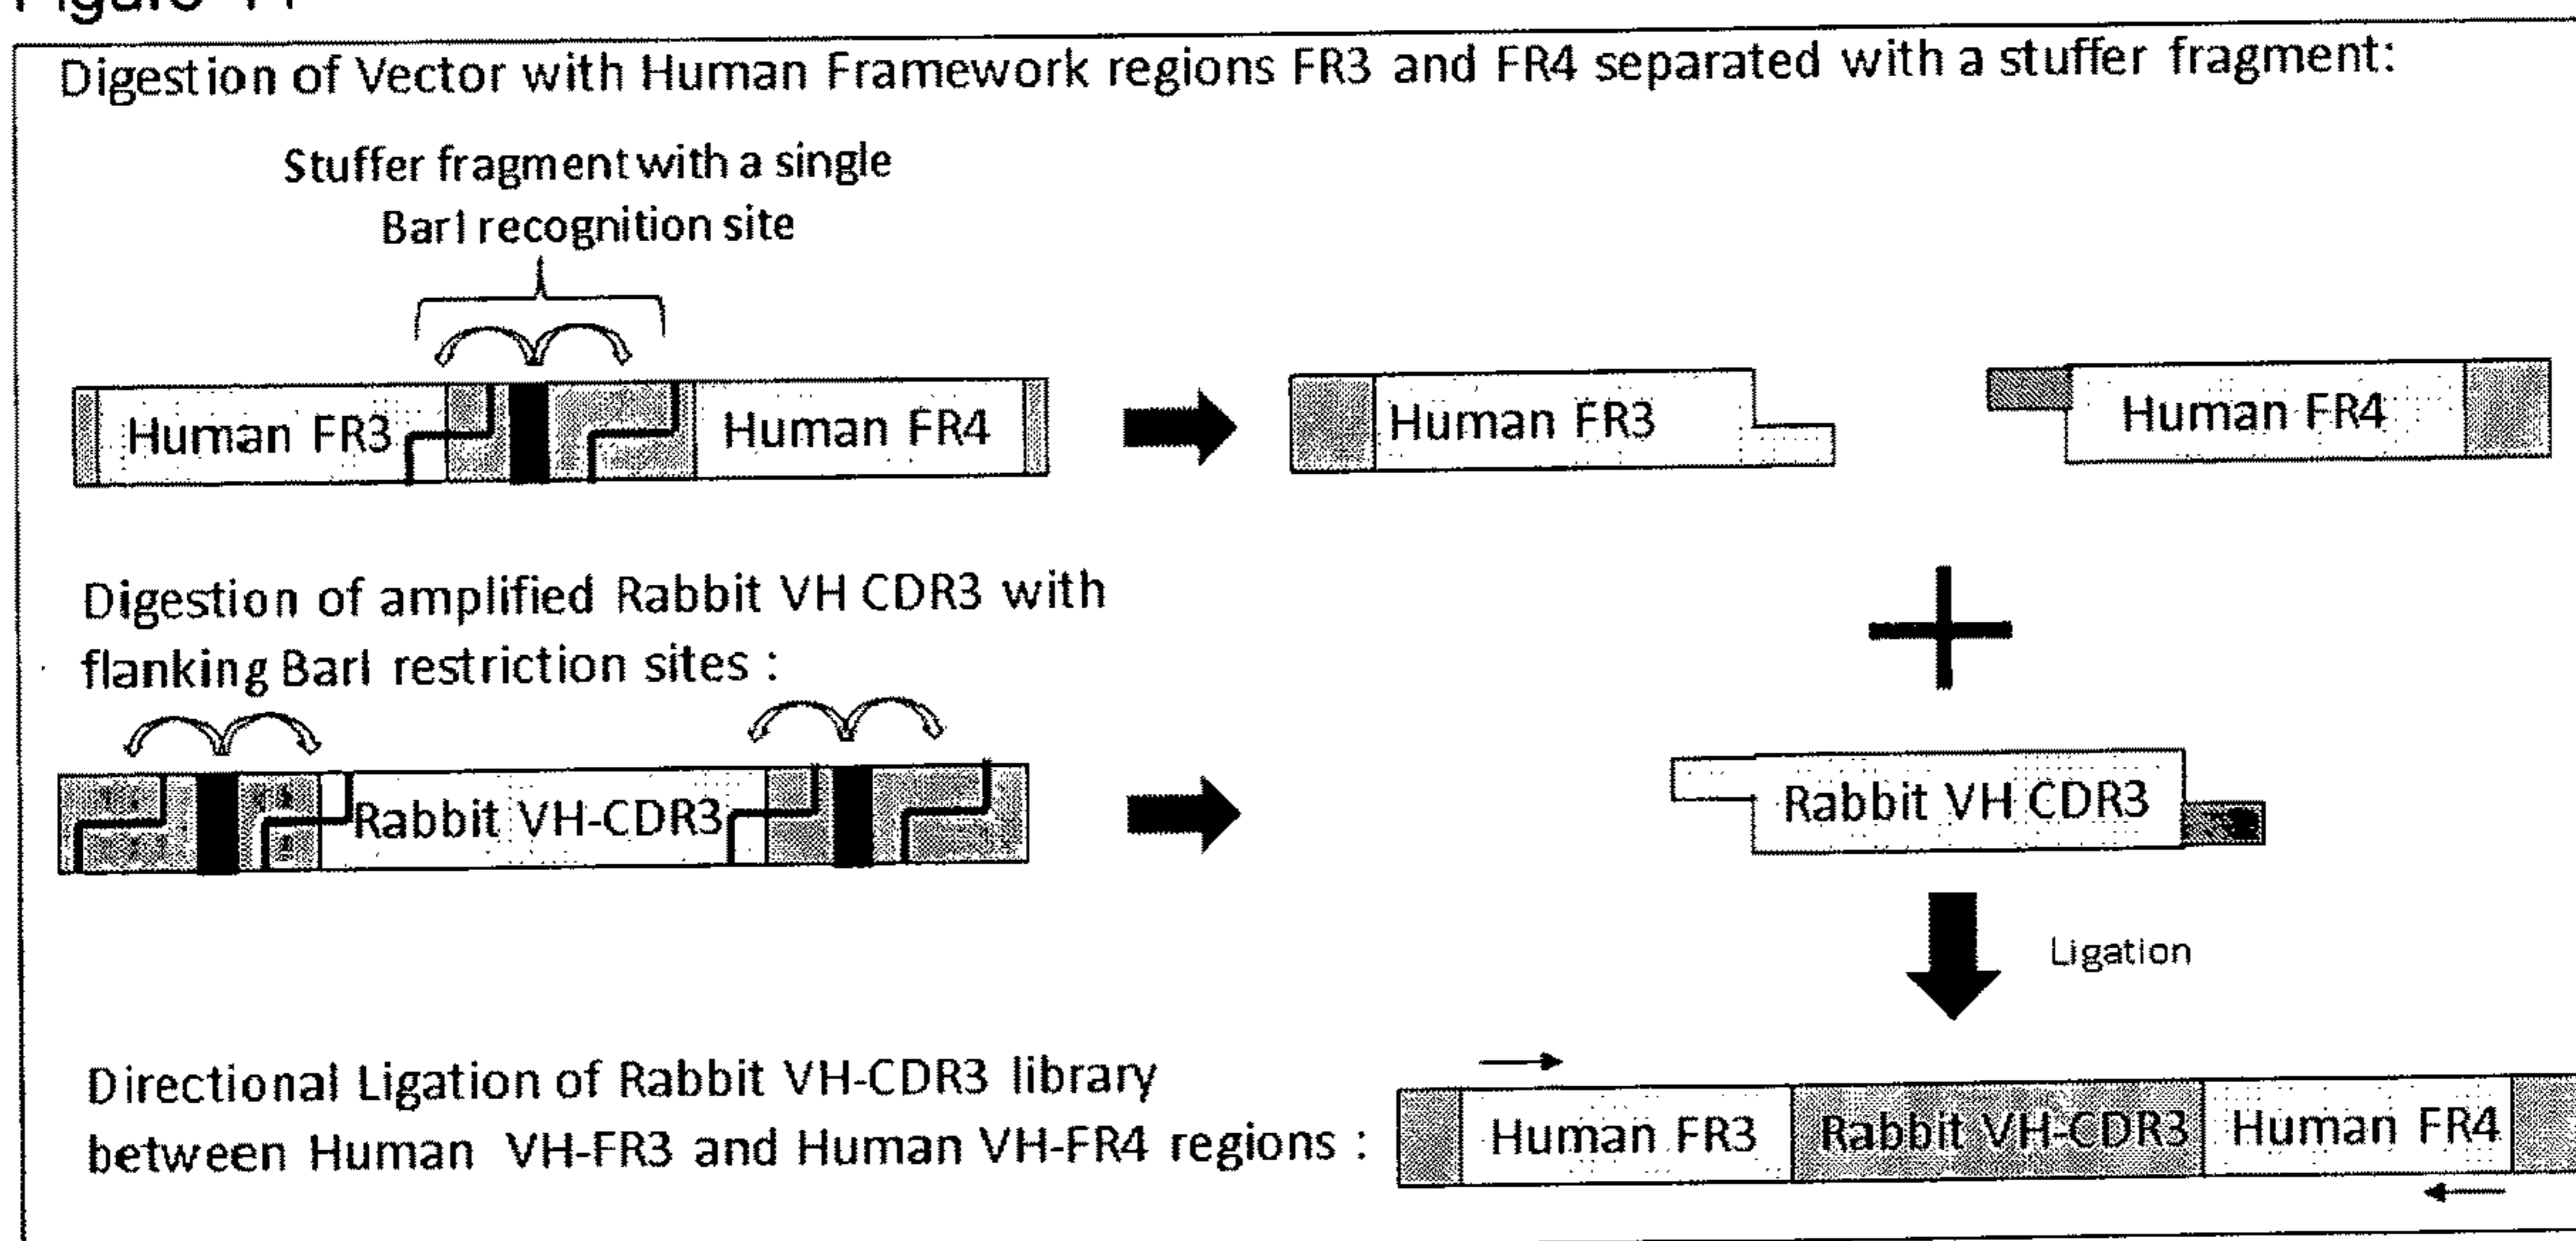 Figure 11
Digestion of Vector with Human Framework regions FR3 and FR4 separated with a stuffer fragment:
Stuffer fragment with a single
BarI recognition site
Human FR3
Human FR4
Human FR3
Human FR4
Digestion of amplified Rabbit VH CDR3 with
flanking BarI restriction sites :
Rabbit VH-CDR3
Rabbit VH CDR3
Ligation
Directional Ligation of Rabbit VH-CDR3 library
between Human VH-FR3 and Human VH-FR4 regions :
Human FR3
Rabbit VH-CDR3
Human FR4